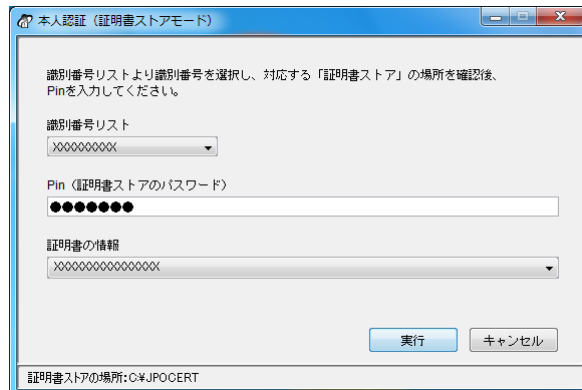 本人認証（証明書ストアモード）
識別番号リストより識別番号を選択し、対応する「証明書ストア」の場所を確認後、
Pinを入力してください。
識別番号リスト
XXXXXXXXX
Pin（証明書ストアのパスワード）
●●●●●●●
証明書の情報
XXXXXXXXXXXXXXX
実行
キャンセル
証明書ストアの場所:C:¥JPOCERT